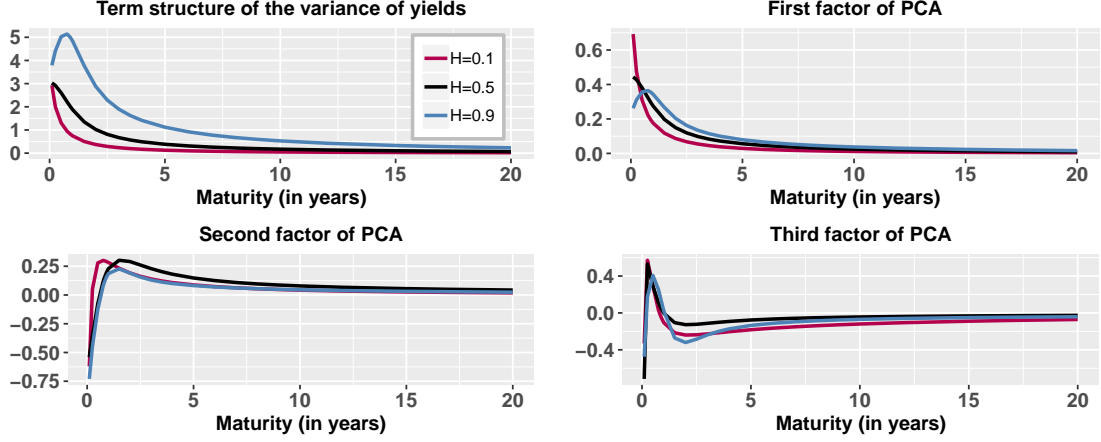 Term structure of the variance of yields
5
4
3
2
1
0
H=0.1
H=0.5
H=0.9
0 5 10 15 20
Maturity (in years)
First factor of PCA
0.6
0.4
0.2
0.0
0 5 10 15 20
Maturity (in years)
Second factor of PCA
0.25
0.00
−0.25
−0.50
−0.75
0 5 10 15 20
Maturity (in years)
Third factor of PCA
0.4
0.0
−0.4
0 5 10 15 20
Maturity (in years)